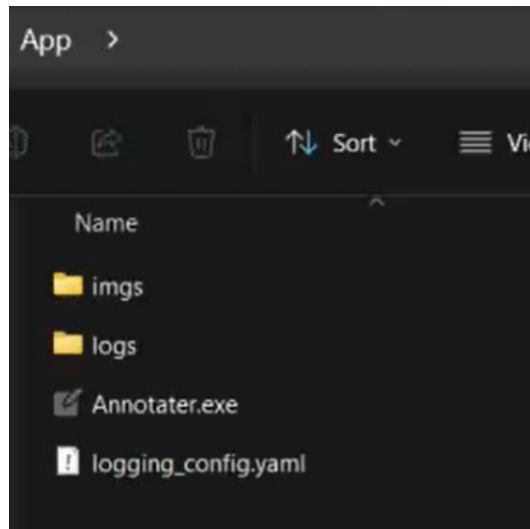 App >
Sort
Name
imgs
logs
Annotater.exe
logging_config.yaml